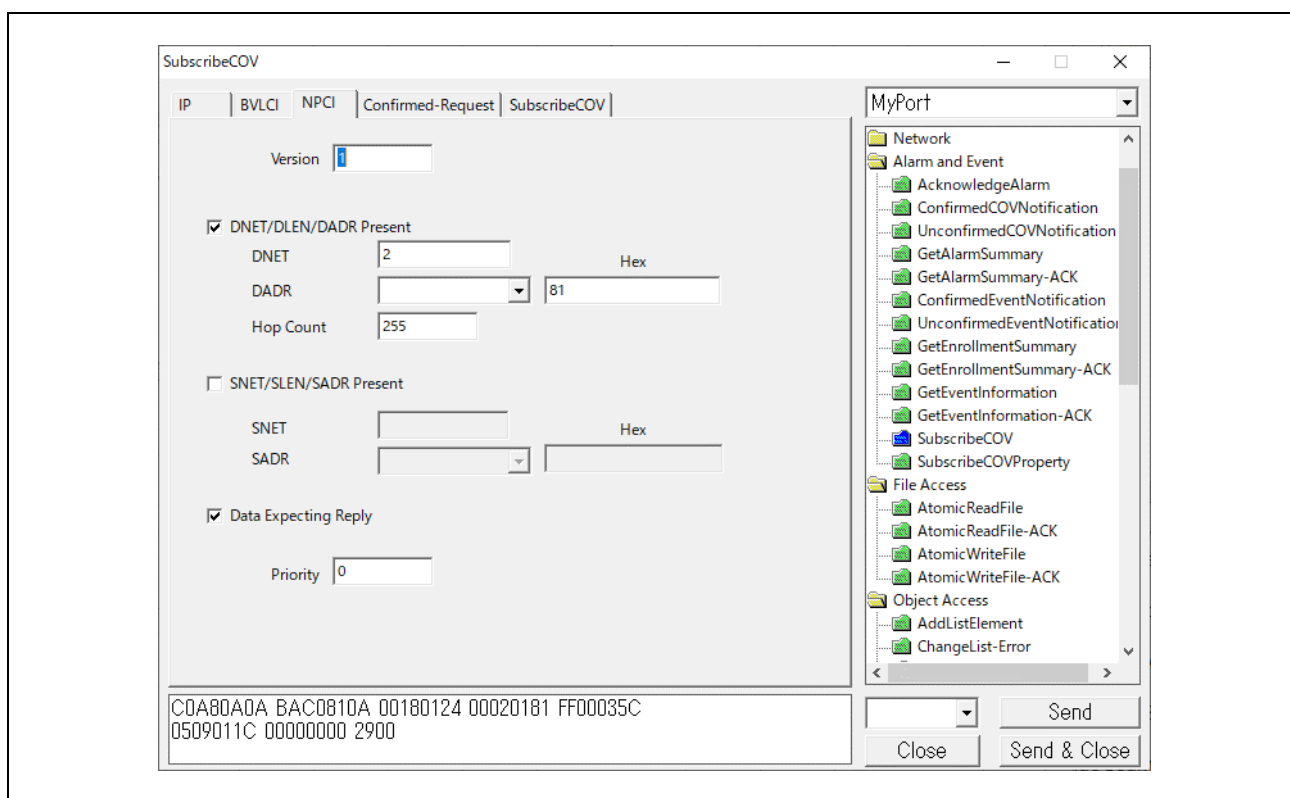 SubscribeCOV
IP BVLCI NPCI Confirmed-Request SubscribeCOV
Version 1
DNET/DLEN/DADR Present
DNET 2 Hex
DADR 81
Hop Count 255
SNET/SLEN/SADR Present
SNET Hex
SADR
Data Expecting Reply
Priority 0
MyPort
Network
Alarm and Event
AcknowledgeAlarm
ConfirmedCOVNotification
UnconfirmedCOVNotification
GetAlarmSummary
GetAlarmSummary-ACK
ConfirmedEventNotification
UnconfirmedEventNotification
GetEnrollmentSummary
GetEnrollmentSummary-ACK
GetEventInformation
GetEventInformation-ACK
SubscribeCOV
SubscribeCOVProperty
File Access
AtomicReadFile
AtomicReadFile-ACK
AtomicWriteFile
AtomicWriteFile-ACK
Object Access
AddListElement
ChangeList-Error
C0A80A0A BAC0810A 00180124 00020181 FF00035C
0509011C 00000000 2900
Send
Close Send & Close